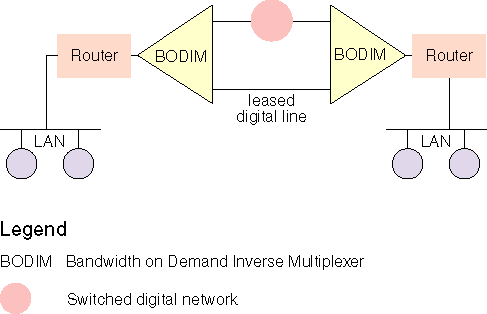 Router
BODIM
BODIM
Router
leased
digital line
LAN
LAN
Legend
BODIM Bandwidth on Demand Inverse Multiplexer
Switched digital network